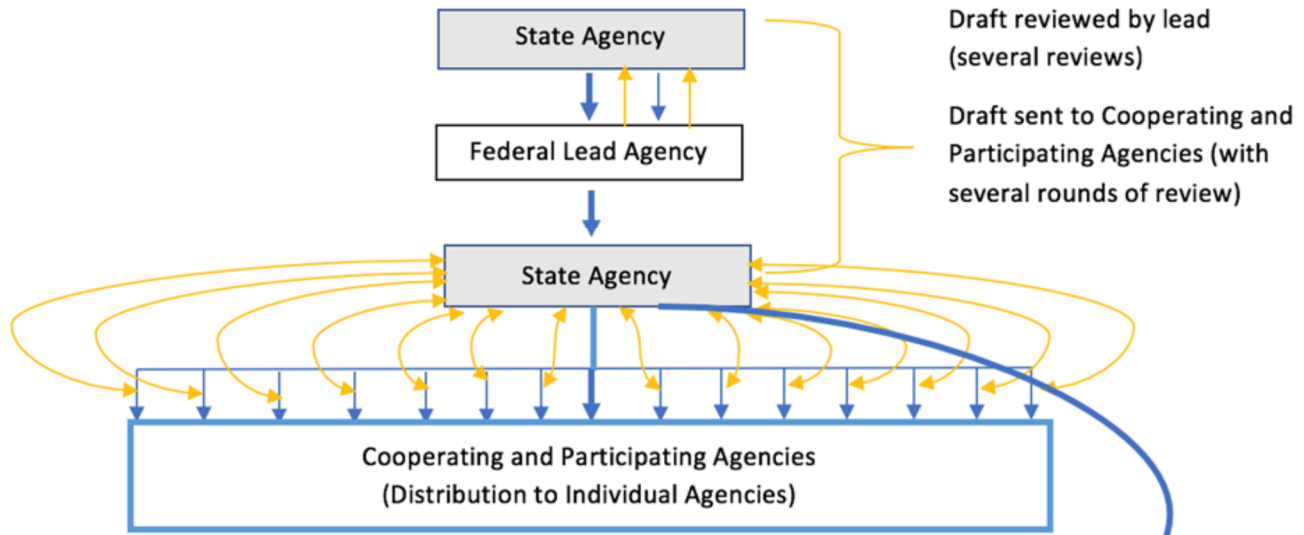 State Agency
Draft reviewed by lead
(several reviews)
Federal Lead Agency
Draft sent to Cooperating and
Participating Agencies (with
several rounds of review)
State Agency
Cooperating and Participating Agencies
(Distribution to Individual Agencies)